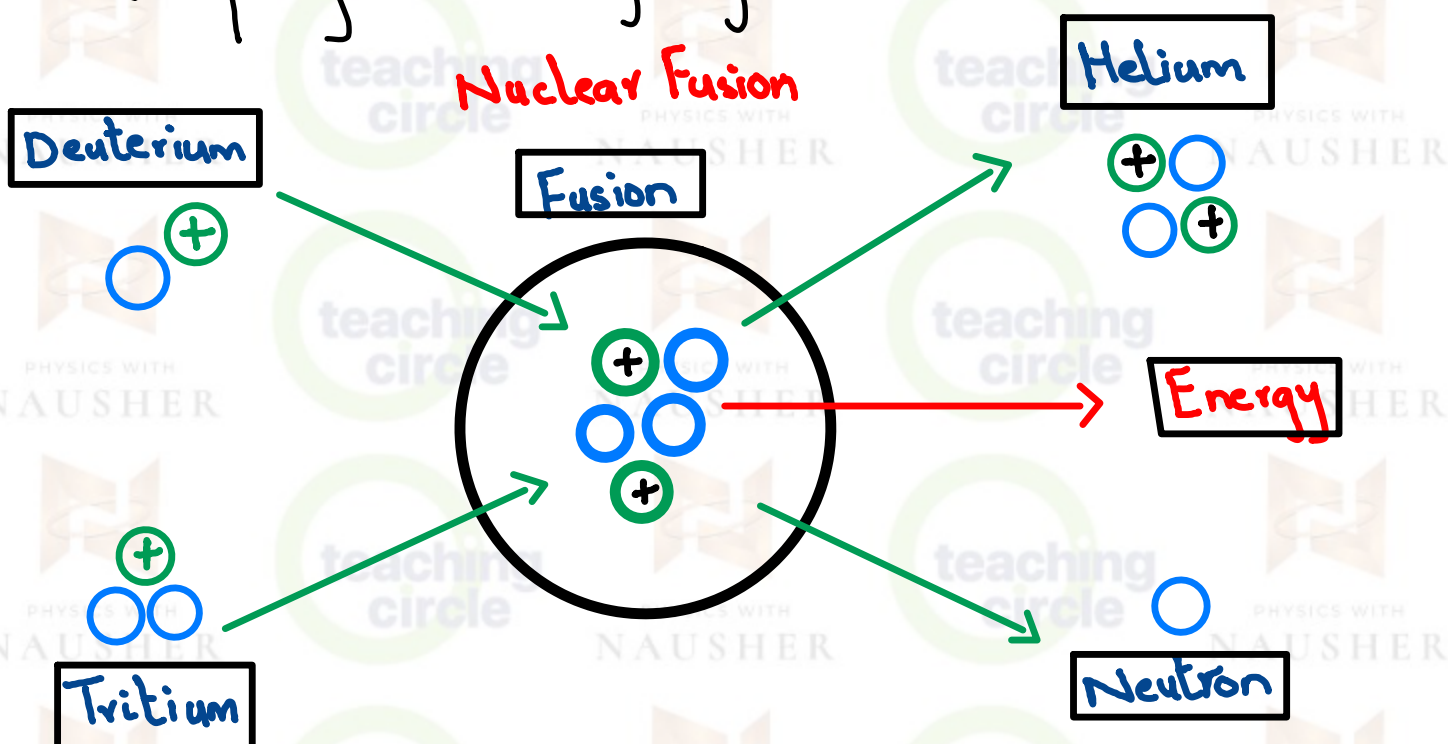 Nuclear Fusion
Helium
Deuterium
Fusion
+
+
+
+
+
Energy
+
+
Tritium
Neutron
teaching circle
PHYSICS WITH
NAUSHER